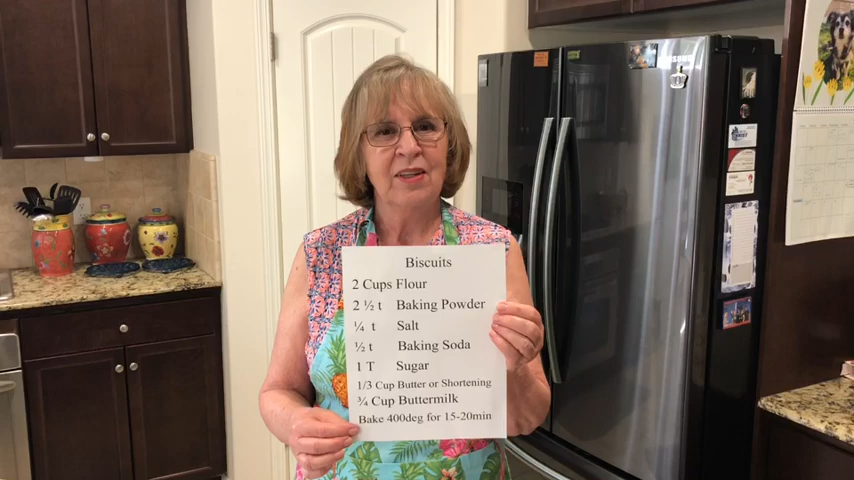 Biscuits
2 Cups Flour
2 ½ t Baking Powder
¼ t Salt
½ t Baking Soda
1 T Sugar
1/3 Cup Butter or Shortening
¾ Cup Buttermilk
Bake 400deg for 15-20min
SAMSUNG